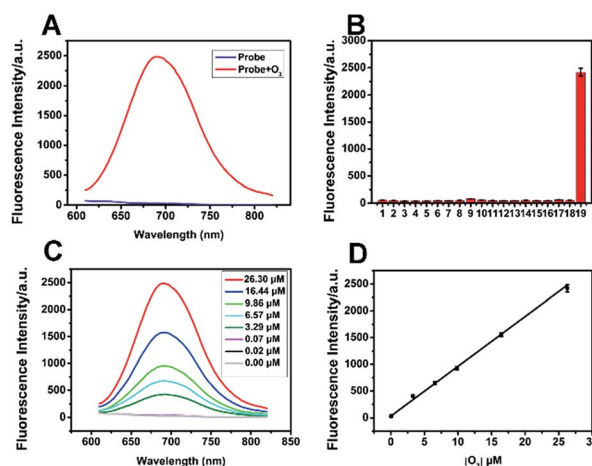 A
Fluorescence Intensity/a.u.
2500
2000
1500
1000
500
0
600
650
700
750
800
Wavelength (nm)
Probe
Probe+O3
B
Fluorescence Intensity/a.u.
3000
2500
2000
1500
1000
500
0
1 2 3 4 5 6 7 8 9 10 11 12 13 14 15 16 17 18 19
C
Fluorescence Intensity/a.u.
2500
2000
1500
1000
500
0
600
650
700
750
800
850
Wavelength (nm)
26.30 μM
16.44 μM
9.86 μM
6.57 μM
3.29 μM
0.07 μM
0.02 μM
0.00 μM
D
Fluorescence Intensity/a.u.
3000
2500
2000
1500
1000
500
0
0
5
10
15
20
25
30
[O3] μM